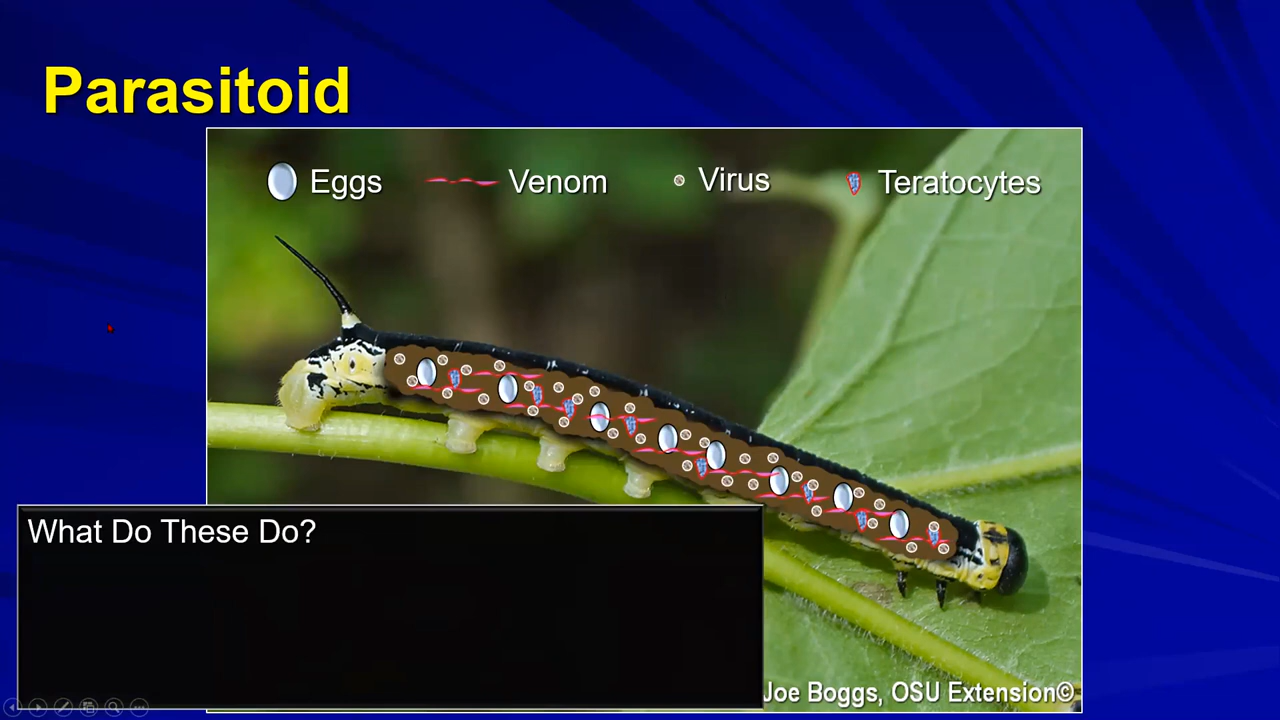 Parasitoid
Eggs Venom Virus Teratocytes
What Do These Do?
Joe Boggs, OSU Extension©